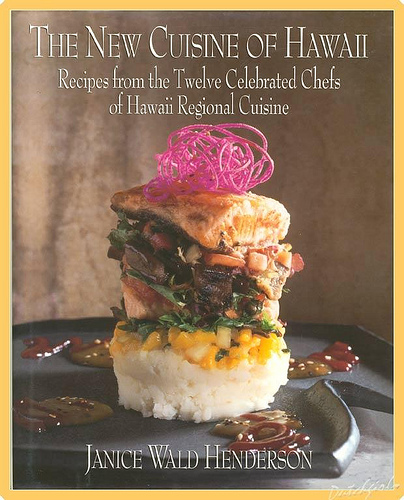 THE NEW CUISINE OF HAWAII
Recipes from the Twelve Celebrated Chefs
of Hawaii Regional Cuisine
JANICE WALD HENDERSON